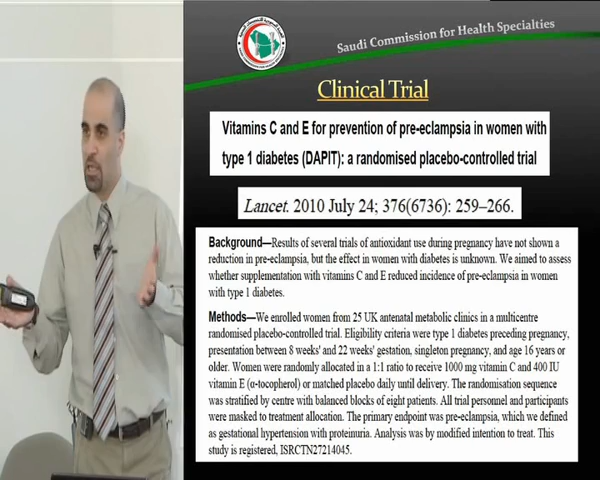 Saudi Commission for Health Specialties
Clinical Trial
Vitamins C and E for prevention of pre-eclampsia in women with
type 1 diabetes (DAPIT): a randomised placebo-controlled trial
Lancet. 2010 July 24; 376(6736): 259–266.
Background—Results of several trials of antioxidant use during pregnancy have not shown a
reduction in pre-eclampsia, but the effect in women with diabetes is unknown. We aimed to assess
whether supplementation with vitamins C and E reduced incidence of pre-eclampsia in women
with type 1 diabetes.
Methods—We enrolled women from 25 UK antenatal metabolic clinics in a multicentre
randomised placebo-controlled trial. Eligibility criteria were type 1 diabetes preceding pregnancy,
presentation between 8 weeks' and 22 weeks' gestation, singleton pregnancy, and age 16 years or
older. Women were randomly allocated in a 1:1 ratio to receive 1000 mg vitamin C and 400 IU
vitamin E (α-tocopherol) or matched placebo daily until delivery. The randomisation sequence
was stratified by centre with balanced blocks of eight patients. All trial personnel and participants
were masked to treatment allocation. The primary endpoint was pre-eclampsia, which we defined
as gestational hypertension with proteinuria. Analysis was by modified intention to treat. This
study is registered, ISRCTN27214045.